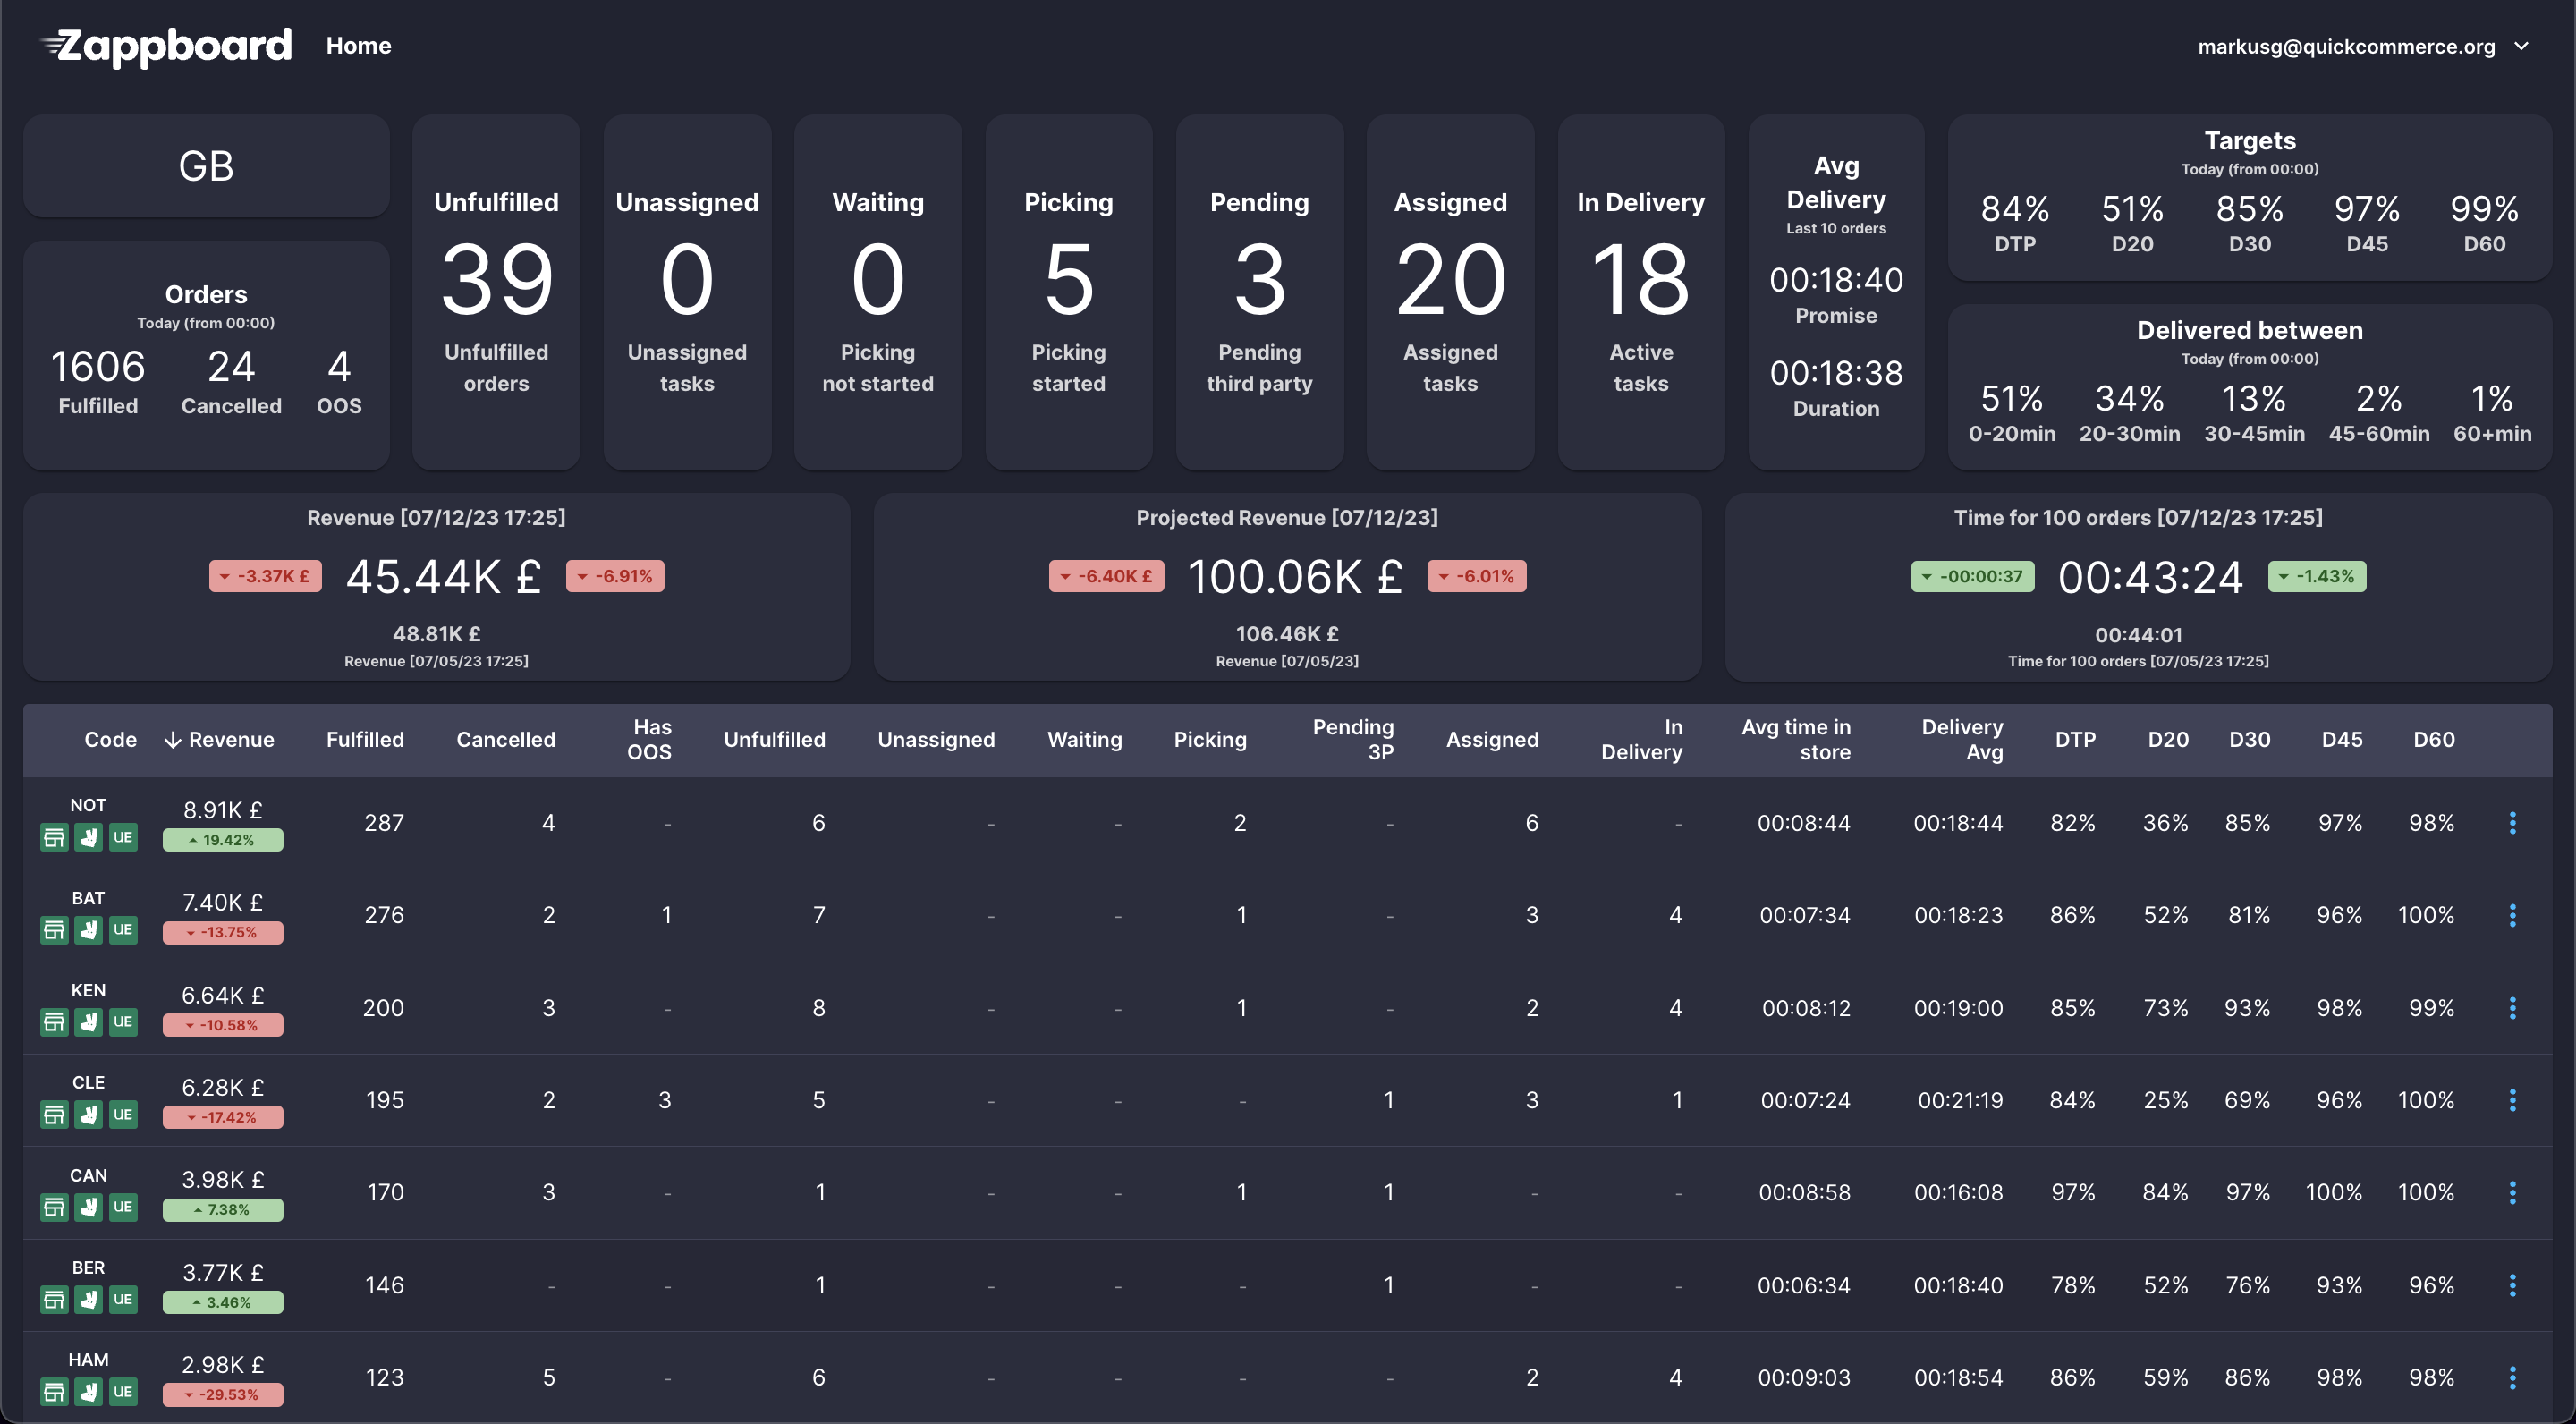 Zappboard
Home
markusg@quickcommerce.org
GB
Orders
Today (from 00:00)
1606 24 4
Fulfilled Cancelled OOS
Unfulfilled
39
Unfulfilled
orders
Unassigned
0
Unassigned
tasks
Waiting
0
Picking
not started
Picking
5
Picking
started
Pending
3
Pending
third party
Assigned
20
Assigned
tasks
In Delivery
18
Active
tasks
Avg
Delivery
Last 10 orders
00:18:40
Promise
00:18:38
Duration
Targets
Today (from 00:00)
84% 51% 85% 97% 99%
DTP D20 D30 D45 D60
Delivered between
Today (from 00:00)
51% 34% 13% 2% 1%
0-20min 20-30min 30-45min 45-60min 60+min
Revenue [07/12/23 17:25]
-3.37K £ 45.44K £ -6.91%
48.81K £
Revenue [07/05/23 17:25]
Projected Revenue [07/12/23]
-6.40K £ 100.06K £ -6.01%
106.46K £
Revenue [07/05/23]
Time for 100 orders [07/12/23 17:25]
-00:00:37 00:43:24 -1.43%
00:44:01
Time for 100 orders [07/05/23 17:25]
Code Revenue Fulfilled Cancelled Has OOS Unfulfilled Unassigned Waiting Picking Pending 3P Assigned In Delivery Avg time in store Delivery Avg DTP D20 D30 D45 D60
NOT 8.91K £ 287 4 - 6 - - 2 - 6 - 00:08:44 00:18:44 82% 36% 85% 97% 98%
UE 19.42%
BAT 7.40K £ 276 2 1 7 - - 1 - 3 4 00:07:34 00:18:23 86% 52% 81% 96% 100%
UE -13.75%
KEN 6.64K £ 200 3 - 8 - - 1 - 2 4 00:08:12 00:19:00 85% 73% 93% 98% 99%
UE -10.58%
CLE 6.28K £ 195 2 3 5 - - - 1 3 1 00:07:24 00:21:19 84% 25% 69% 96% 100%
UE -17.42%
CAN 3.98K £ 170 3 - 1 - - 1 1 - - 00:08:58 00:16:08 97% 84% 97% 100% 100%
UE 7.38%
BER 3.77K £ 146 - - 1 - - - 1 - - 00:06:34 00:18:40 78% 52% 76% 93% 96%
UE 3.46%
HAM 2.98K £ 123 5 - 6 - - - - 2 4 00:09:03 00:18:54 86% 59% 86% 98% 98%
UE -29.53%